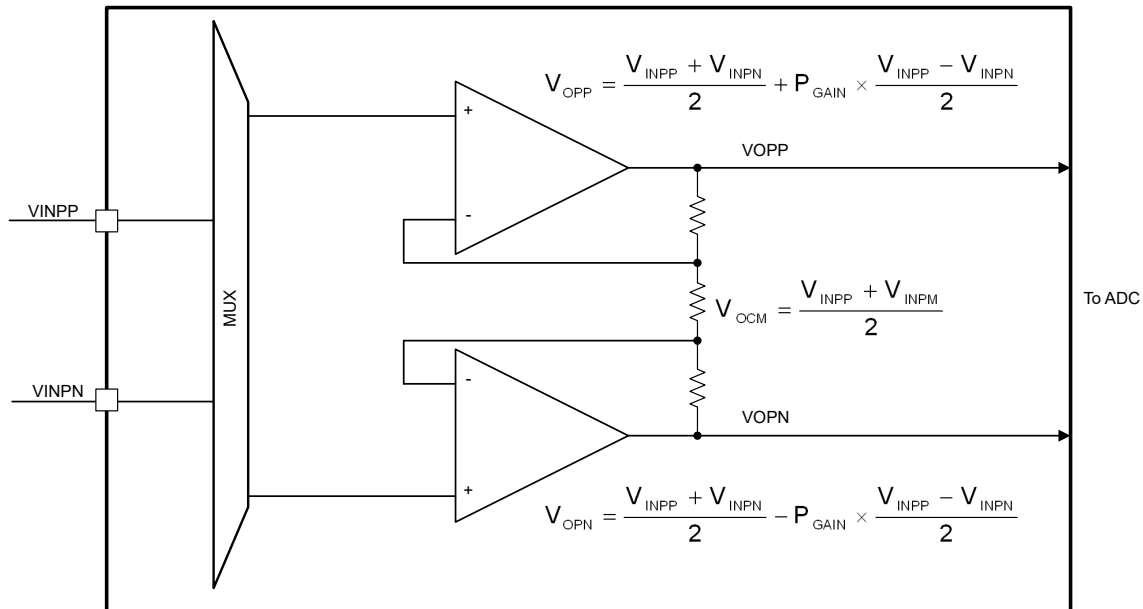 V_OPP = (V_INPP + V_INPN)/2 + P_GAIN × (V_INPP − V_INPN)/2
+
VOPP
VINPP
-
MUX
V_OCM = (V_INPP + V_INPM)/2
To ADC
VINPN
-
VOPN
+
V_OPN = (V_INPP + V_INPN)/2 − P_GAIN × (V_INPP − V_INPN)/2